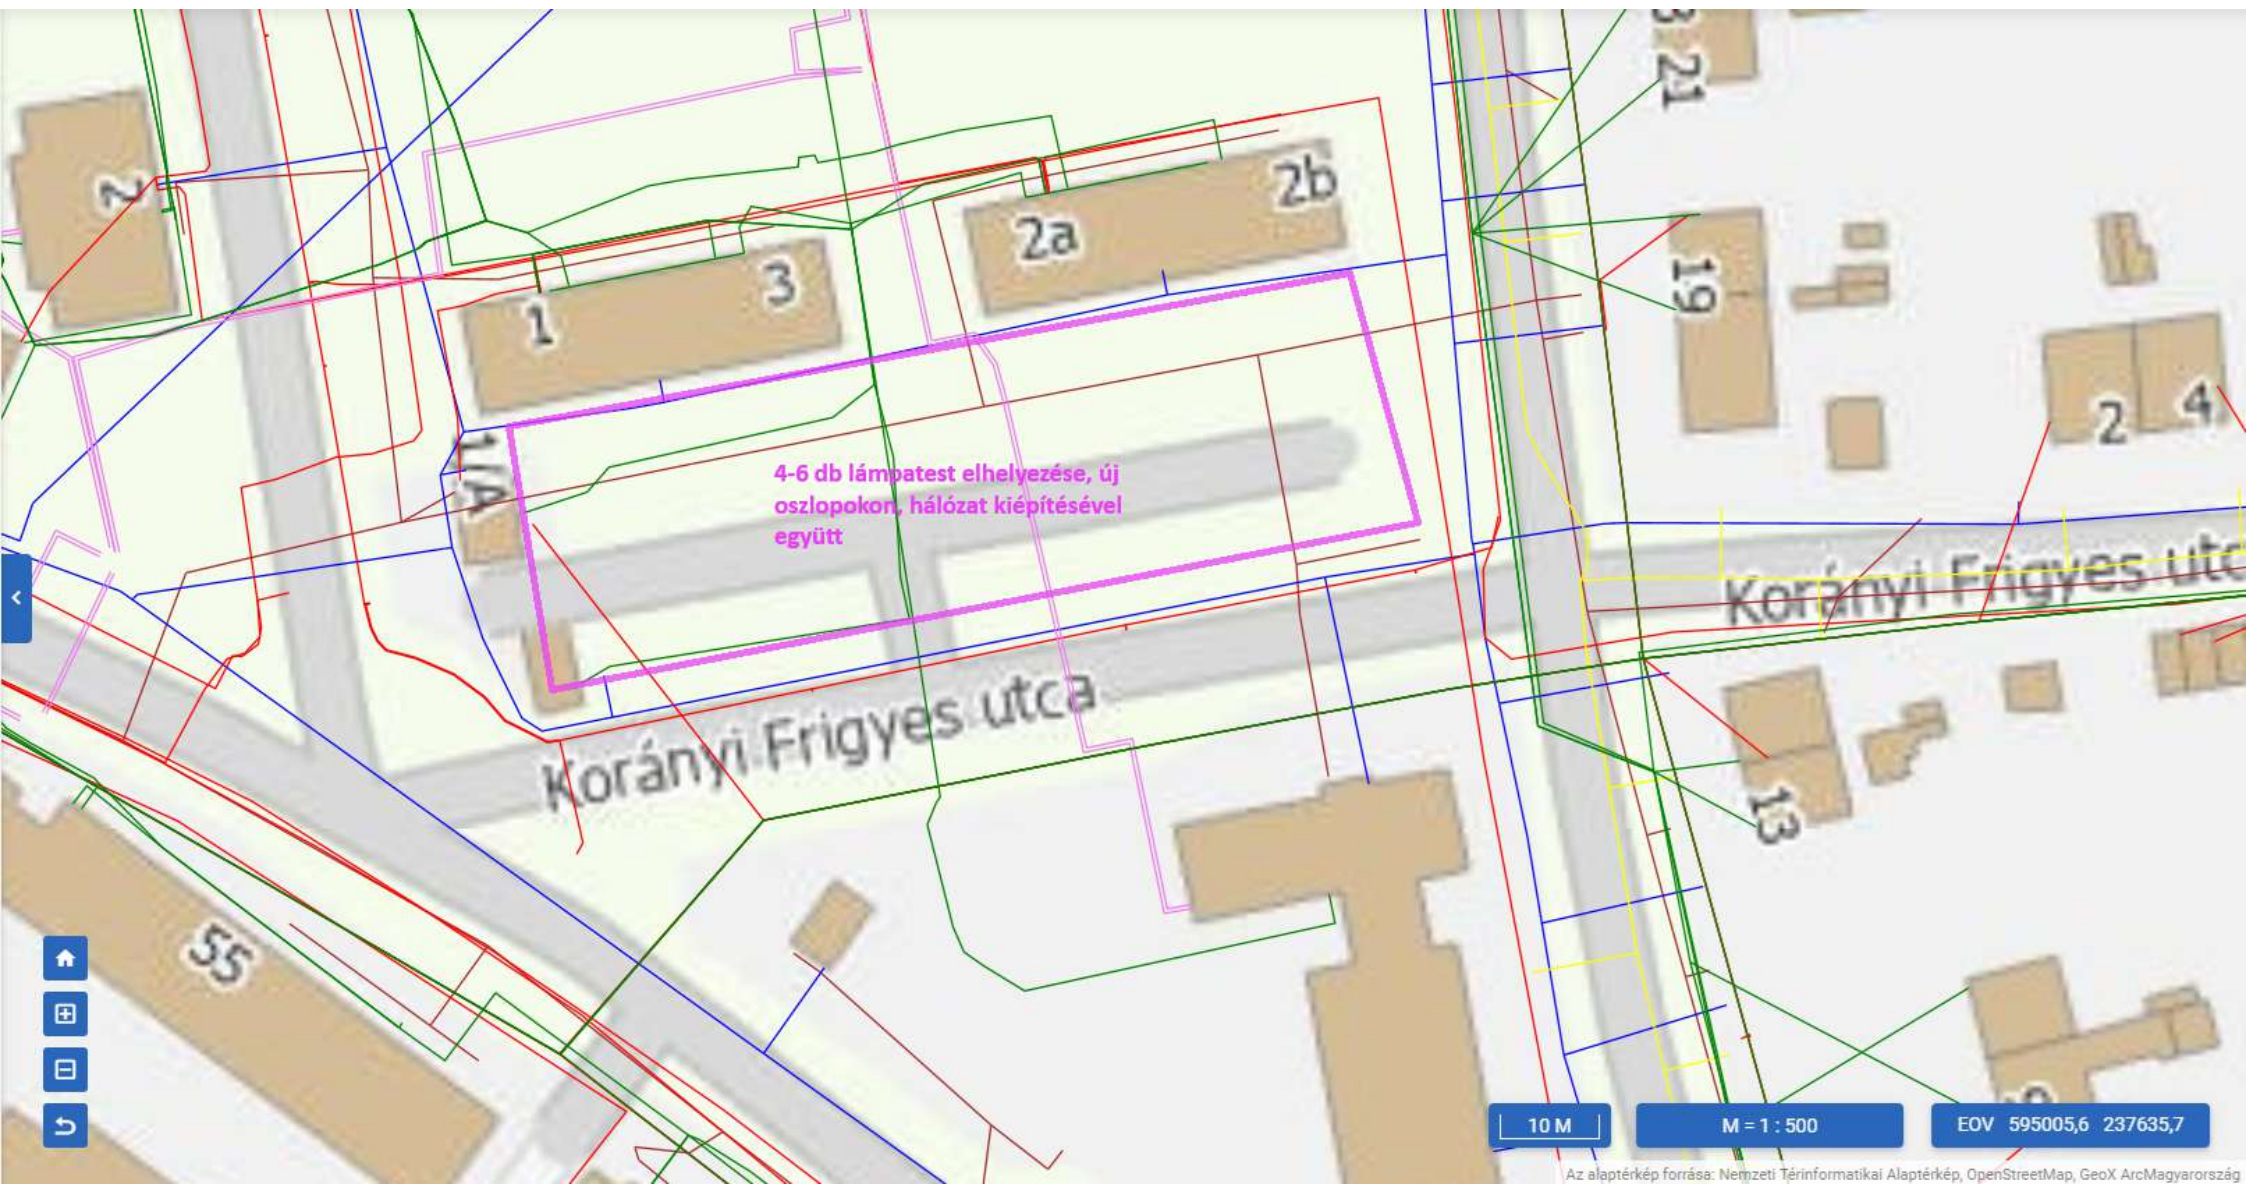 3
21
2
2b
2a
3
1
19
1/A
2
4
4-6 db lámpatest elhelyezése, új
oszlopokon, hálózat kiépítésével
együtt
Korányi Frigyes utca
Korányi Frigyes utc
13
55
10 M
M = 1 : 500
EOV 595005,6 237635,7
Az alaptérkép forrása: Nemzeti Térinformatikai Alaptérkép, OpenStreetMap, GeoX ArcMagyarország